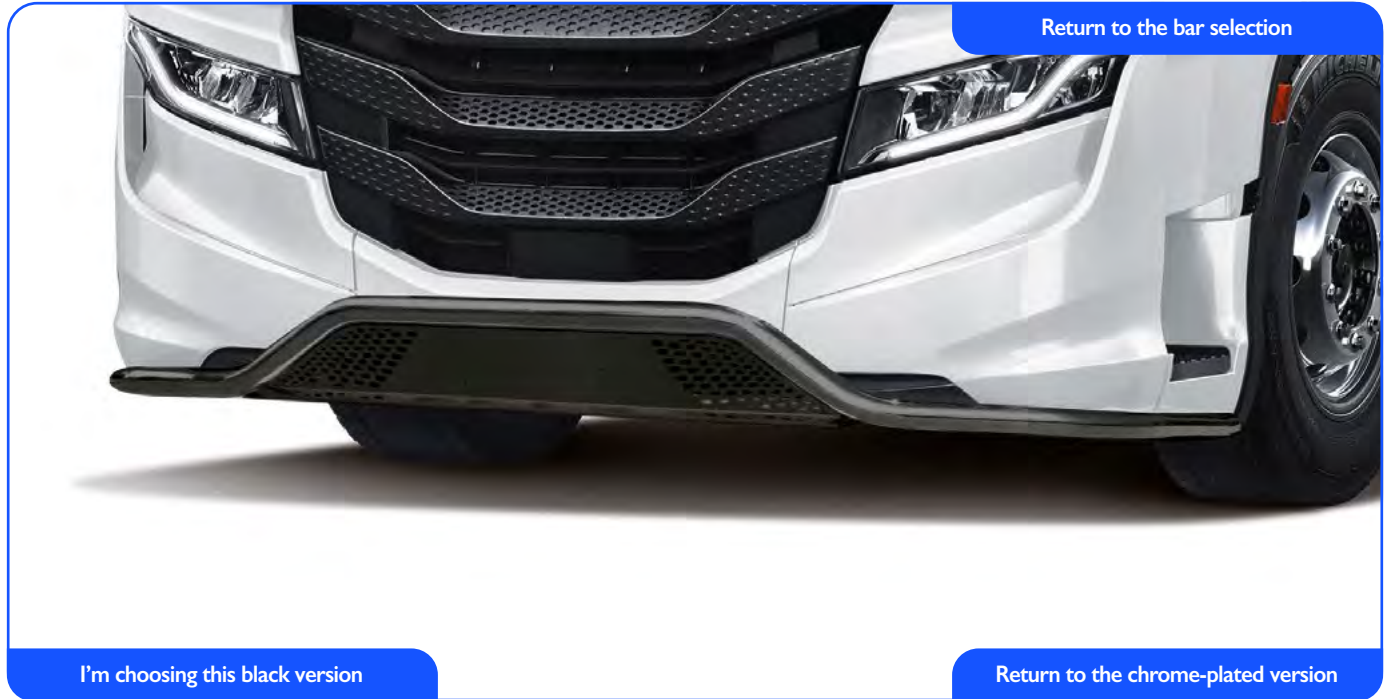 Return to the bar selection
I'm choosing this black version
Return to the chrome-plated version